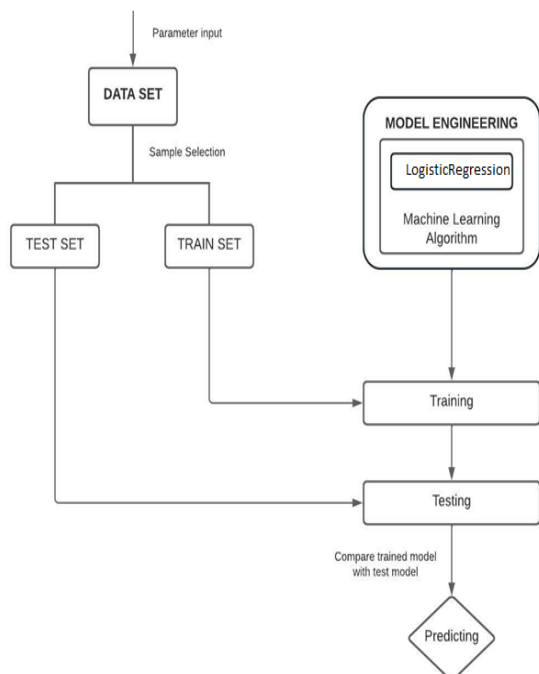 Parameter input
DATA SET
Sample Selection
TEST SET
TRAIN SET
MODEL ENGINEERING
LogisticRegression
Machine Learning
Algorithm
Training
Testing
Compare trained model
with test model
Predicting